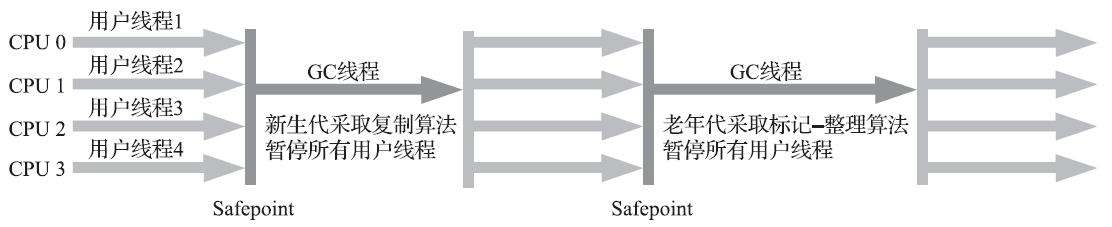 用户线程1
CPU 0
用户线程2
CPU 1
GC线程
GC线程
用户线程3
CPU 2
新生代采取复制算法
暂停所有用户线程
老年代采取标记–整理算法
暂停所有用户线程
用户线程4
CPU 3
Safepoint
Safepoint